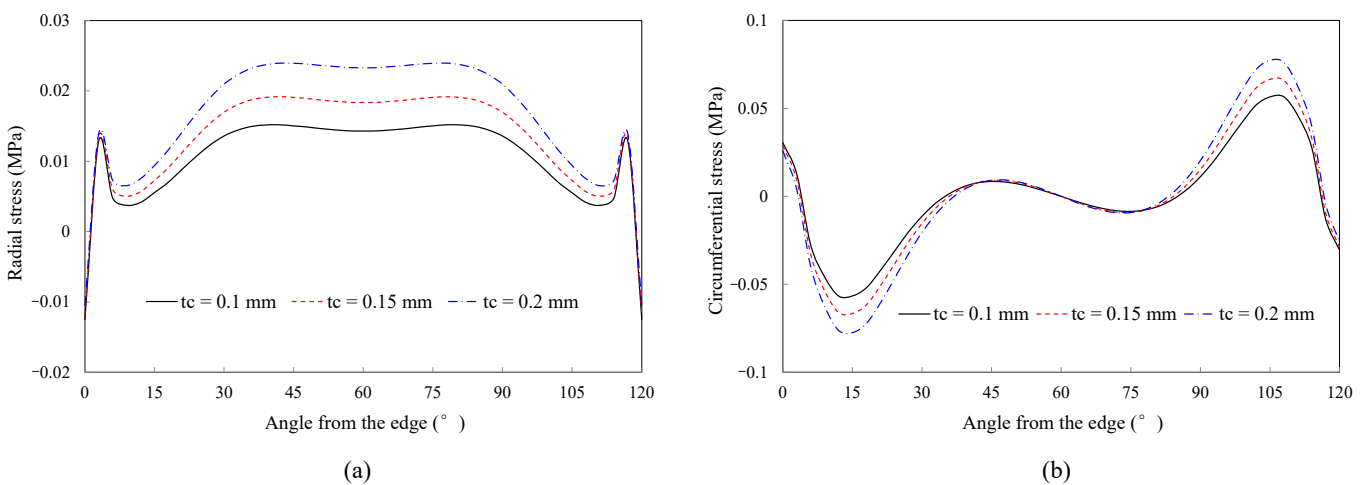 0.03
0.02
0.01
0
−0.01
−0.02
Radial stress (MPa)
tc = 0.1 mm
tc = 0.15 mm
tc = 0.2 mm
0 15 30 45 60 75 90 105 120
Angle from the edge (° )
(a)
0.1
0.05
0
−0.05
−0.1
Circumferential stress (MPa)
tc = 0.1 mm
tc = 0.15 mm
tc = 0.2 mm
0 15 30 45 60 75 90 105 120
Angle from the edge (° )
(b)